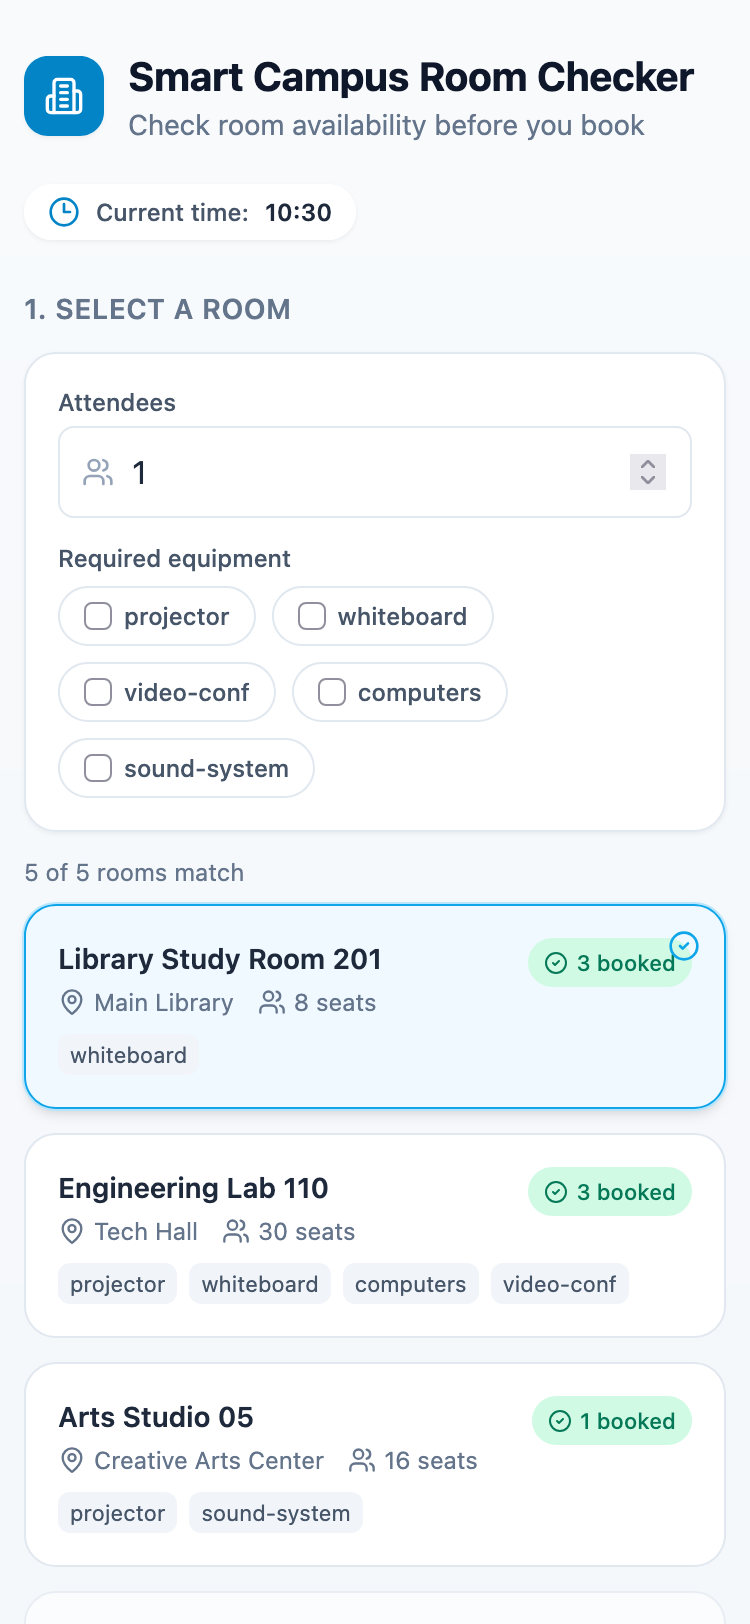 Smart Campus Room Checker
Check room availability before you book
Current time: 10:30
1. SELECT A ROOM
Attendees
1
Required equipment
projector whiteboard
video-conf computers
sound-system
5 of 5 rooms match
Library Study Room 201 3 booked
Main Library 8 seats
whiteboard
Engineering Lab 110 3 booked
Tech Hall 30 seats
projector whiteboard computers video-conf
Arts Studio 05 1 booked
Creative Arts Center 16 seats
projector sound-system